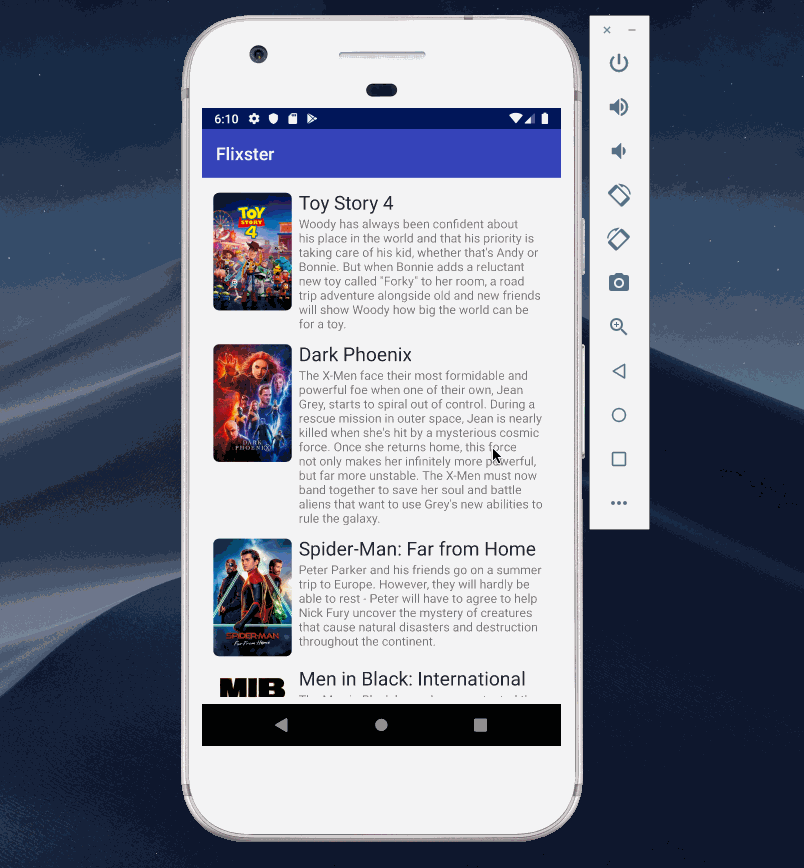 6:10
Flixster
TOY
STORY
4
Toy Story 4
Woody has always been confident about
his place in the world and that his priority is
taking care of his kid, whether that's Andy or
Bonnie. But when Bonnie adds a reluctant
new toy called "Forky" to her room, a road
trip adventure alongside old and new friends
will show Woody how big the world can be
for a toy.
DARK
PHOENIX
Dark Phoenix
The X-Men face their most formidable and
powerful foe when one of their own, Jean
Grey, starts to spiral out of control. During a
rescue mission in outer space, Jean is nearly
killed when she's hit by a mysterious cosmic
force. Once she returns home, this force
not only makes her infinitely more powerful,
but far more unstable. The X-Men must now
band together to save her soul and battle
aliens that want to use Grey's new abilities to
rule the galaxy.
SPIDER-MAN
Far From Home
Spider-Man: Far from Home
Peter Parker and his friends go on a summer
trip to Europe. However, they will hardly be
able to rest - Peter will have to agree to help
Nick Fury uncover the mystery of creatures
that cause natural disasters and destruction
throughout the continent.
MIB
Men in Black: International